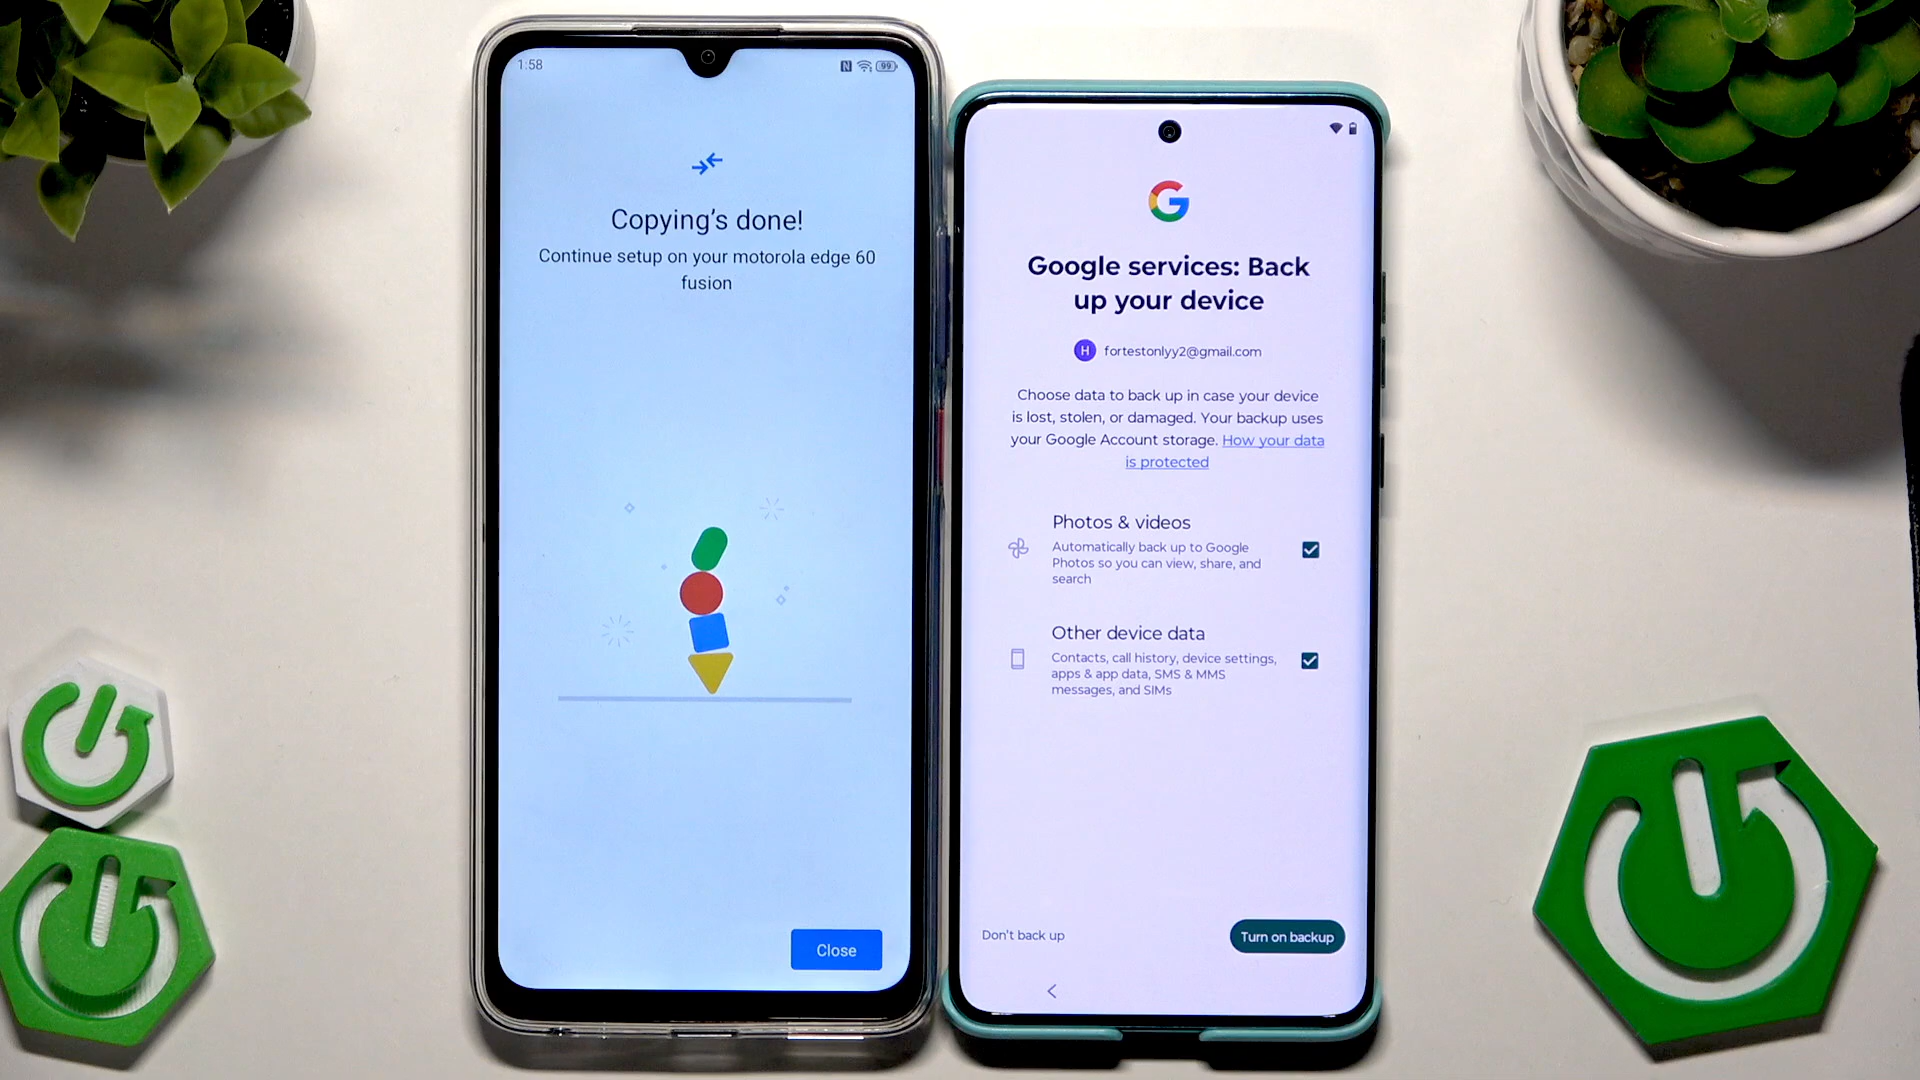 1:58
N
99
Copying's done!
Continue setup on your motorola edge 60
fusion
Close
Google services: Back
up your device
H fortestonlyy2@gmail.com
Choose data to back up in case your device
is lost, stolen, or damaged. Your backup uses
your Google Account storage. How your data
is protected
Photos & videos
Automatically back up to Google
Photos so you can view, share, and
search
Other device data
Contacts, call history, device settings,
apps & app data, SMS & MMS
messages, and SIMs
Don't back up
Turn on backup